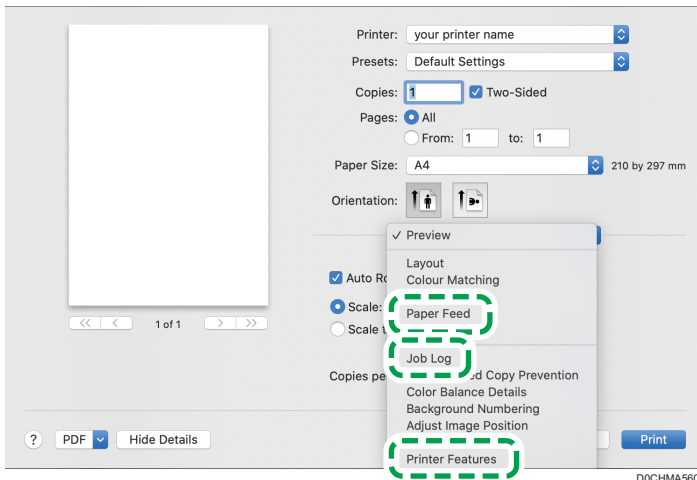 Printer: your printer name
Presets: Default Settings
Copies: 1 Two-Sided
Pages: All
From: 1 to: 1
Paper Size: A4 210 by 297 mm
Orientation:
Preview
Layout
Auto Ro
Colour Matching
Scale:
Paper Feed
1 of 1
Scale t
Job Log
Copies pe
ed Copy Prevention
Color Balance Details
Background Numbering
Adjust Image Position
? PDF Hide Details Print
Printer Features
D0CHMA560